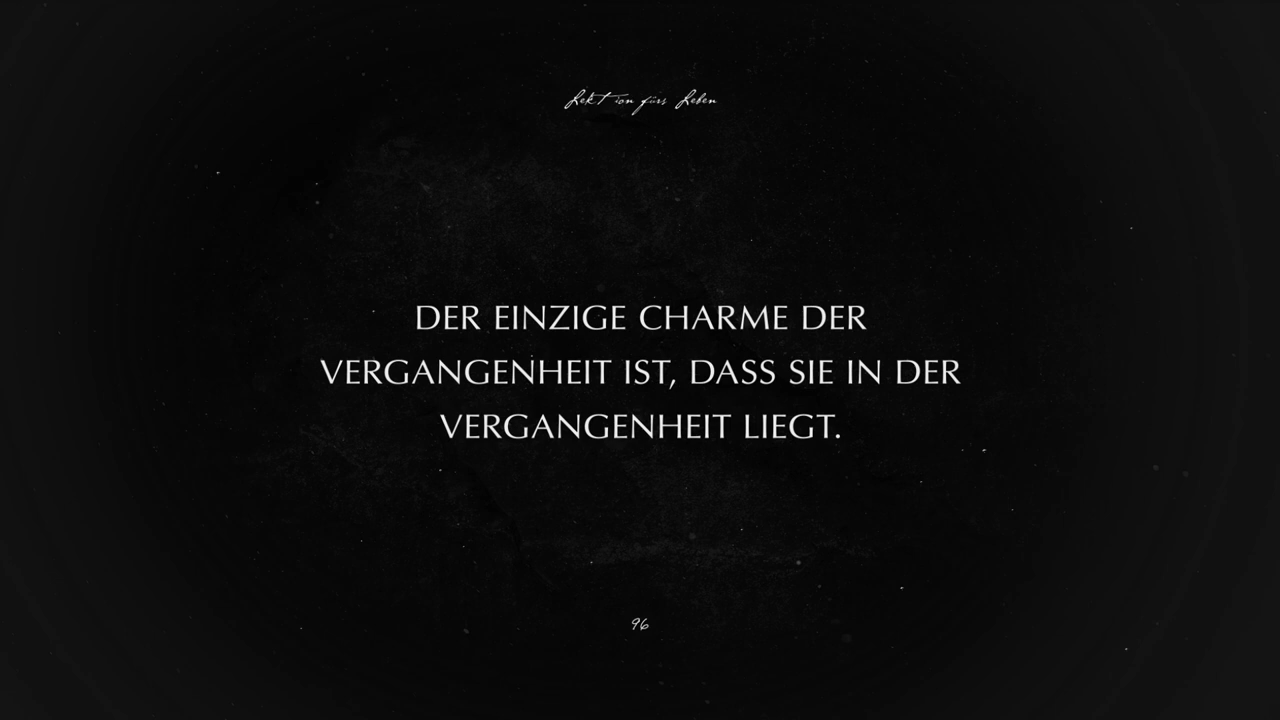 Lektion fürs Leben
DER EINZIGE CHARME DER
VERGANGENHEIT IST, DASS SIE IN DER
VERGANGENHEIT LIEGT.
96